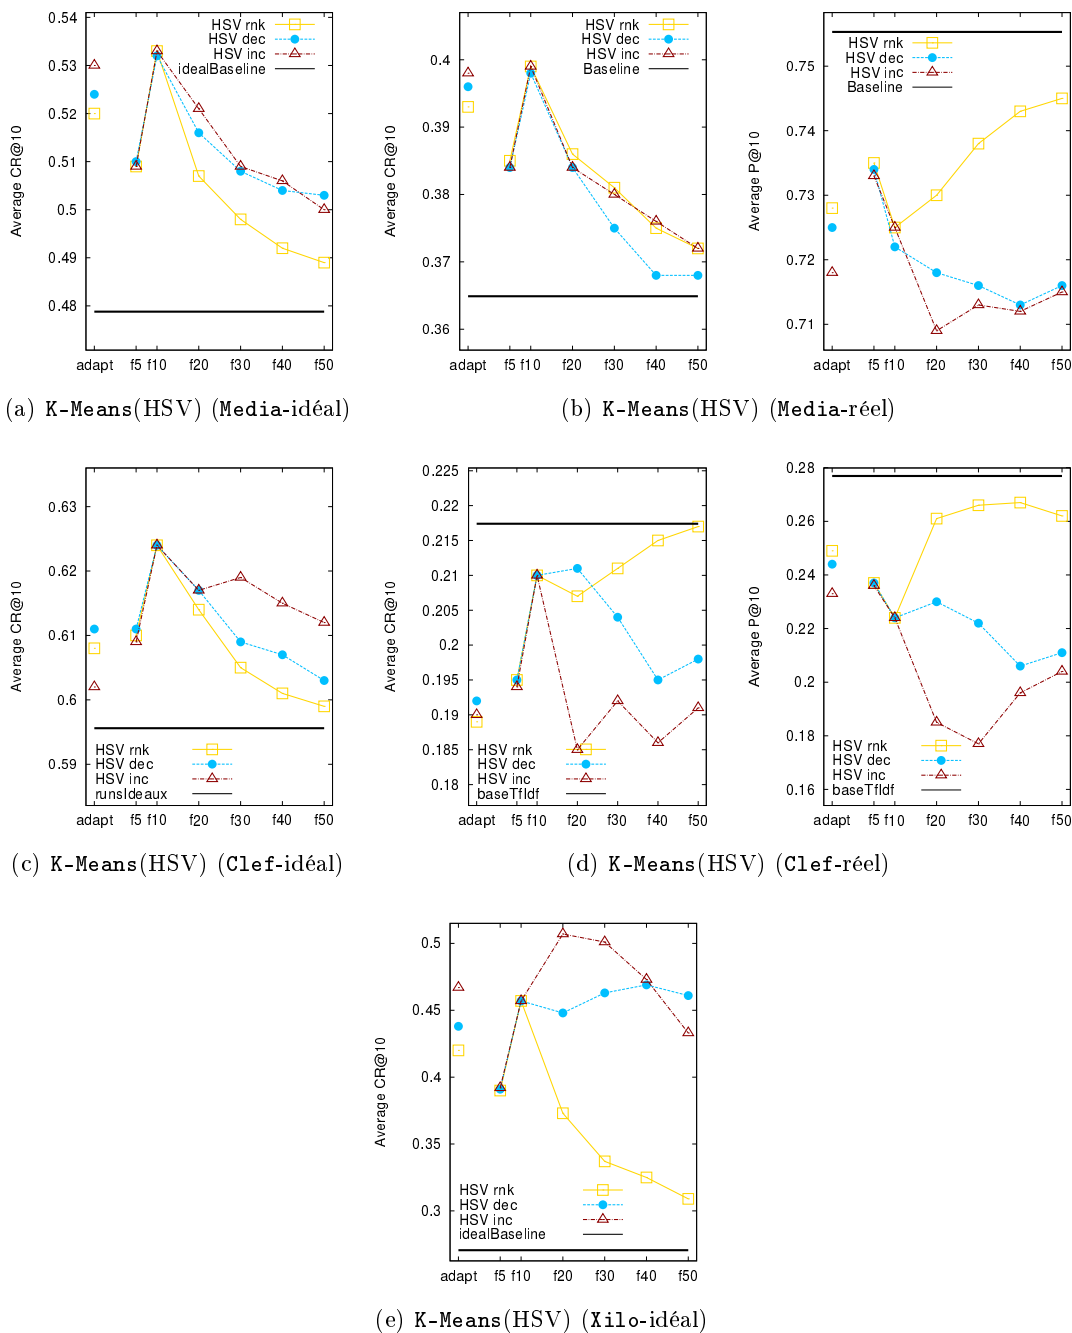 0.54
0.53
0.52
0.51
0.5
0.49
0.48
Average CR@10
HSV rnk
HSV dec
HSV inc
idealBaseline
adapt f5 f10 f20 f30 f40 f50
0.4
0.39
0.38
0.37
0.36
Average CR@10
HSV rnk
HSV dec
HSV inc
Baseline
adapt f5 f10 f20 f30 f40 f50
0.75
0.74
0.73
0.72
0.71
Average P@10
HSV rnk
HSV dec
HSV inc
Baseline
adapt f5 f10 f20 f30 f40 f50
(a) K-Means(HSV) (Media-idéal)
(b) K-Means(HSV) (Media-réel)
0.63
0.62
0.61
0.6
0.59
Average CR@10
HSV rnk
HSV dec
HSV inc
runsIdeaux
adapt f5 f10 f20 f30 f40 f50
0.225
0.22
0.215
0.21
0.205
0.2
0.195
0.19
0.185
0.18
Average CR@10
HSV rnk
HSV dec
HSV inc
baseTfIdf
adapt f5 f10 f20 f30 f40 f50
0.28
0.26
0.24
0.22
0.2
0.18
0.16
Average P@10
HSV rnk
HSV dec
HSV inc
baseTfIdf
adapt f5 f10 f20 f30 f40 f50
(c) K-Means(HSV) (Clef-idéal)
(d) K-Means(HSV) (Clef-réel)
0.5
0.45
0.4
0.35
0.3
Average CR@10
HSV rnk
HSV dec
HSV inc
idealBaseline
adapt f5 f10 f20 f30 f40 f50
(e) K-Means(HSV) (Xilo-idéal)